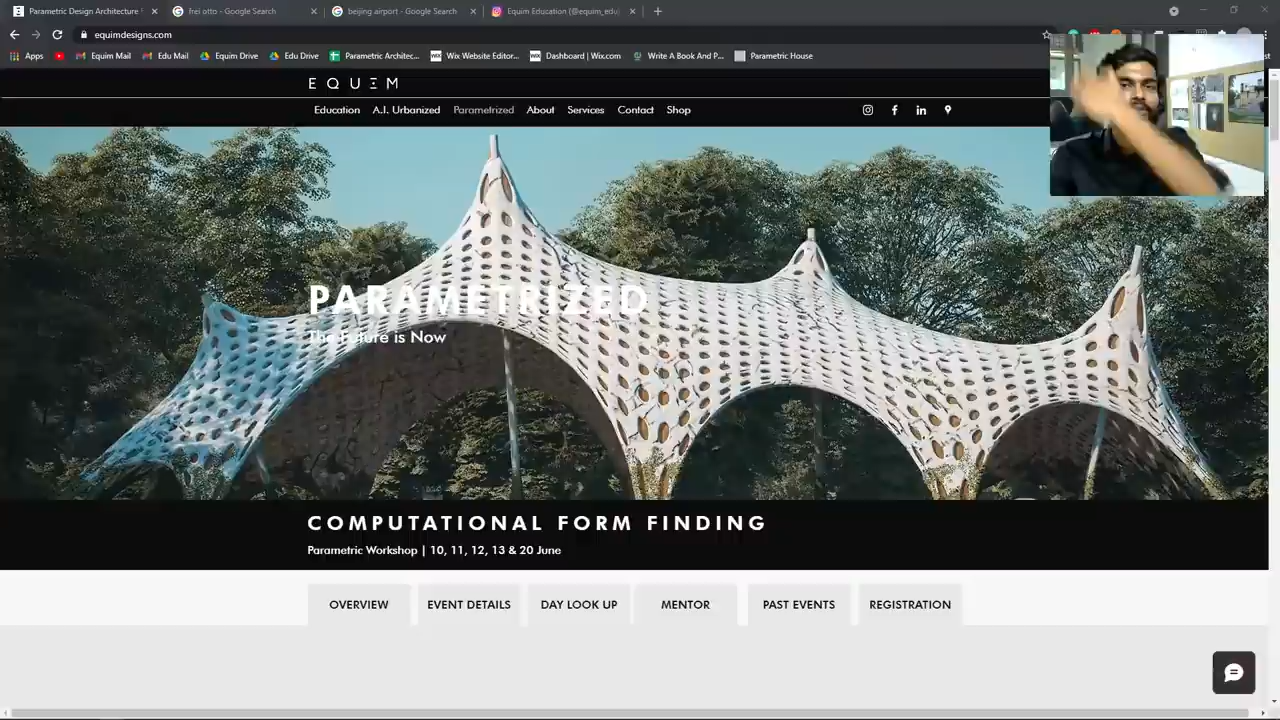 Parametric Design Architecture
frei otto - Google Search
beijing airport - Google Search
Equim Education (@equim_edu
equimdesigns.com
Apps
Equim Mail
Edu Mail
Equim Drive
Edu Drive
Parametric Architec...
Wix Website Editor...
Dashboard | Wix.com
Write A Book And P...
Parametric House
EQUIM
Education
A.I. Urbanized
Parametrized
About
Services
Contact
Shop
PARAMETRIZED
The Future is Now
COMPUTATIONAL FORM FINDING
Parametric Workshop | 10, 11, 12, 13 & 20 June
OVERVIEW
EVENT DETAILS
DAY LOOK UP
MENTOR
PAST EVENTS
REGISTRATION